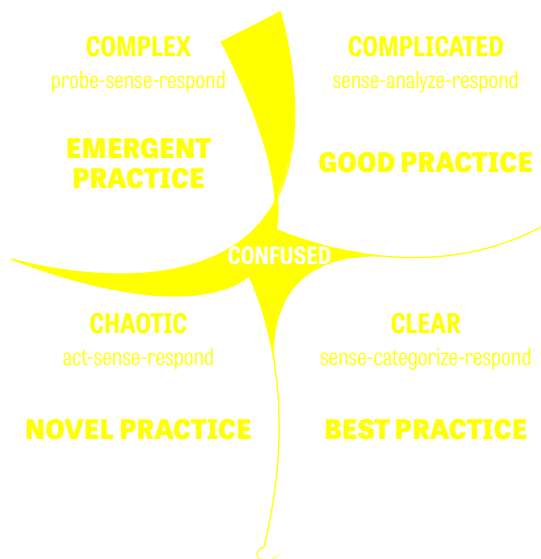 COMPLEX
probe-sense-respond
EMERGENT
PRACTICE
COMPLICATED
sense-analyze-respond
GOOD PRACTICE
CONFUSED
CHAOTIC
act-sense-respond
NOVEL PRACTICE
CLEAR
sense-categorize-respond
BEST PRACTICE